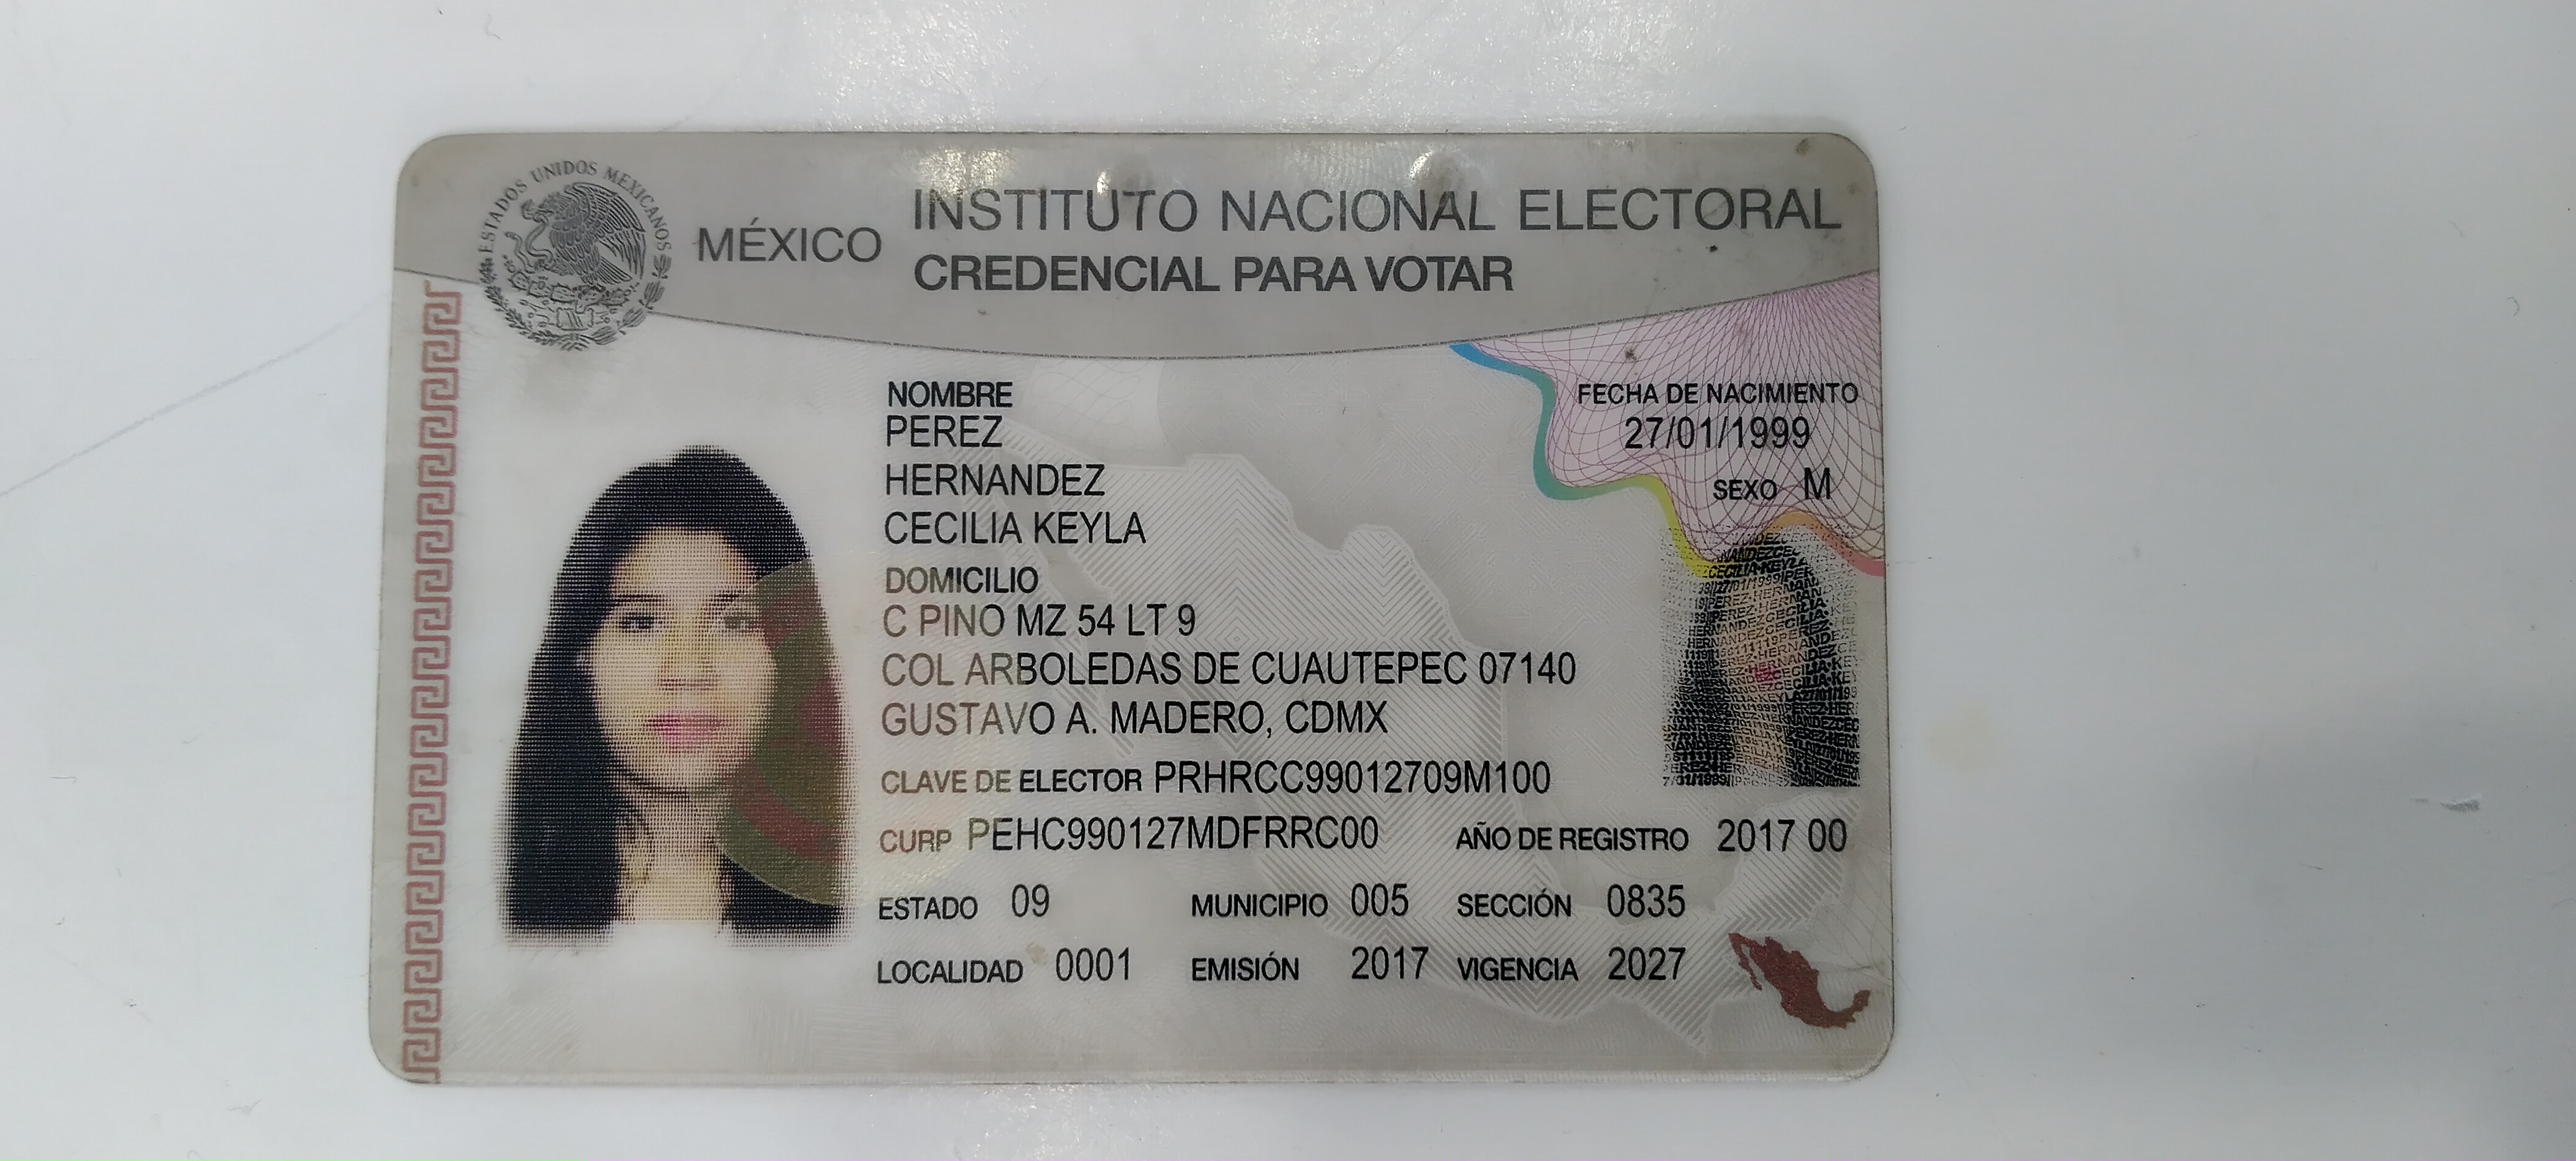 ESTADOS UNIDOS MEXICANOS
MÉXICO
INSTITUTO NACIONAL ELECTORAL
CREDENCIAL PARA VOTAR
NOMBRE
PEREZ
HERNANDEZ
CECILIA KEYLA
FECHA DE NACIMIENTO
27/01/1999
SEXO M
DOMICILIO
C PINO MZ 54 LT 9
COL ARBOLEDAS DE CUAUTEPEC 07140
GUSTAVO A. MADERO, CDMX
CLAVE DE ELECTOR PRHRCC99012709M100
CURP PEHC990127MDFRRC00 AÑO DE REGISTRO 2017 00
ESTADO 09 MUNICIPIO 005 SECCIÓN 0835
LOCALIDAD 0001 EMISIÓN 2017 VIGENCIA 2027